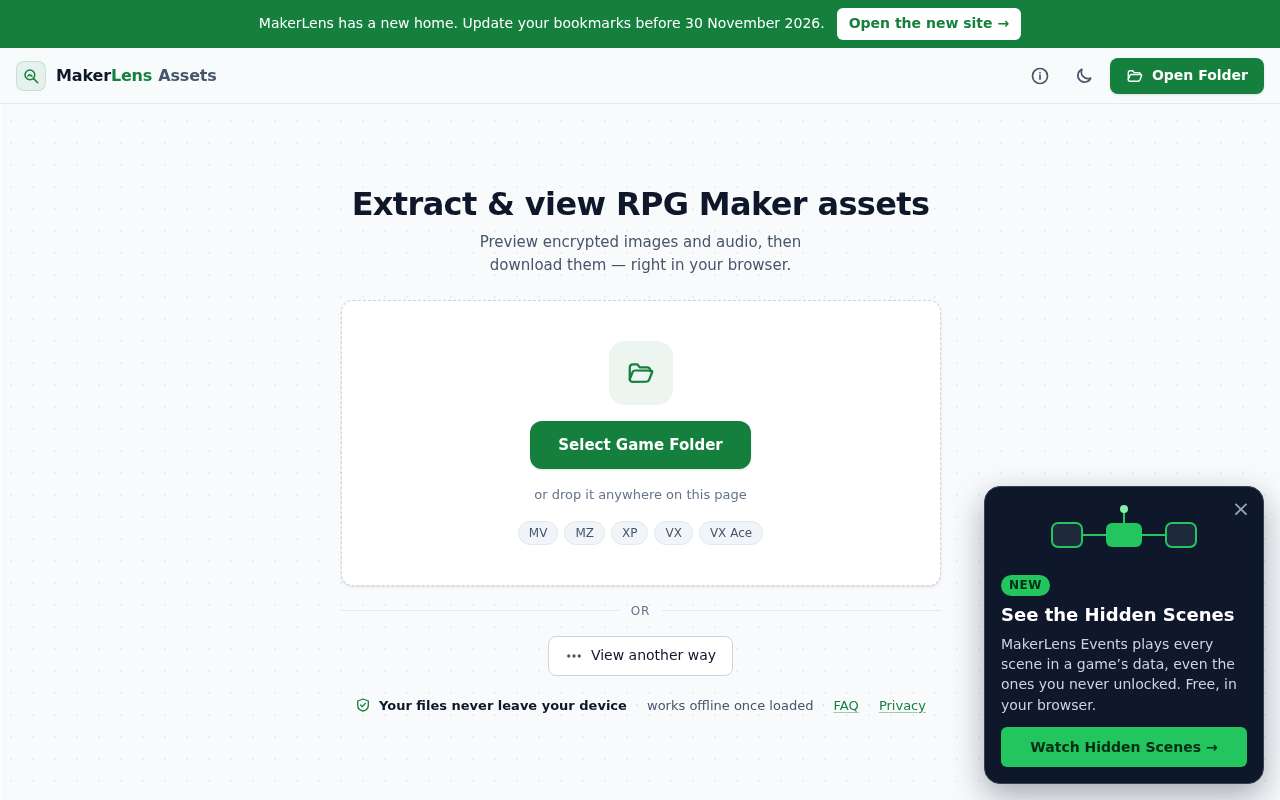 MakerLens has a new home. Update your bookmarks before 30 November 2026.
Open the new site →
MakerLens Assets
Open Folder
Extract & view RPG Maker assets
Preview encrypted images and audio, then
download them — right in your browser.
Select Game Folder
or drop it anywhere on this page
MV MZ XP VX VX Ace
OR
View another way
Your files never leave your device · works offline once loaded · FAQ · Privacy
NEW
See the Hidden Scenes
MakerLens Events plays every
scene in a game’s data, even the
ones you never unlocked. Free, in
your browser.
Watch Hidden Scenes →